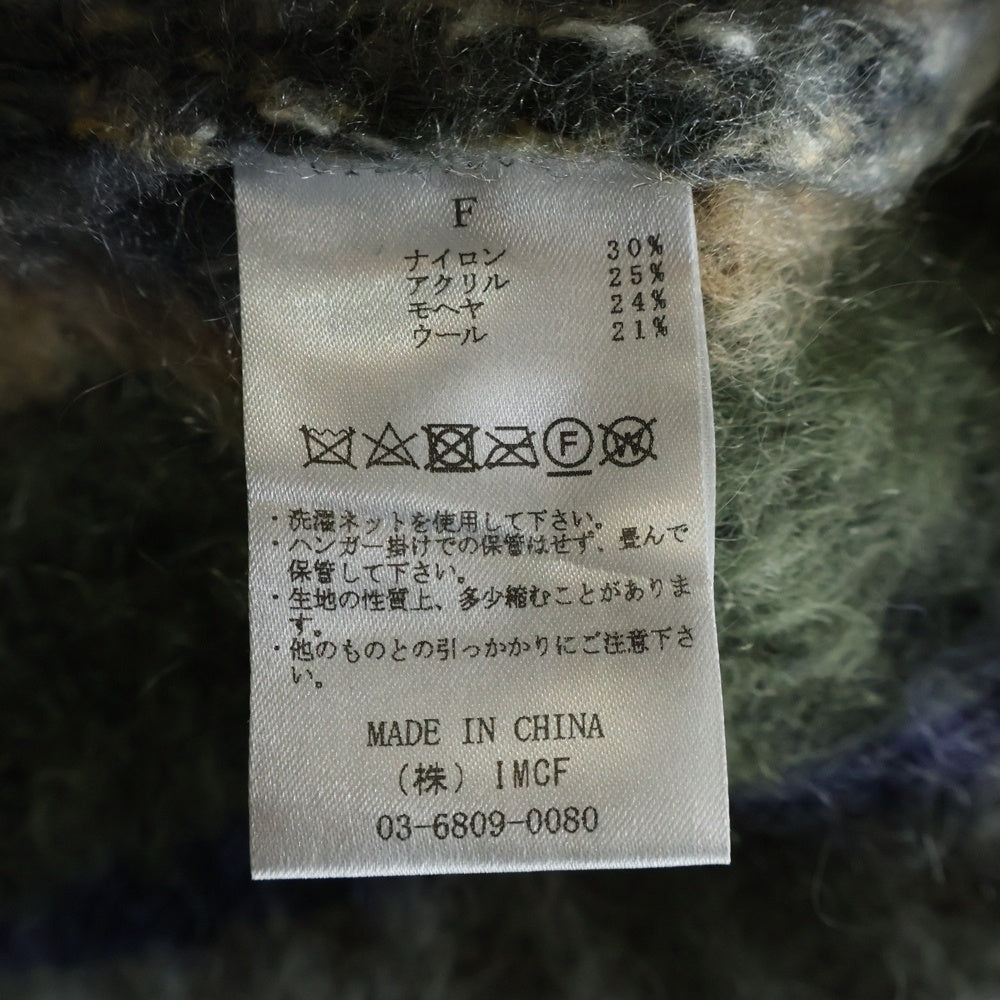 F
ナイロン 30%
アクリル 25%
モヘヤ 24%
ウール 21%
F W
・洗濯ネットを使用して下さい。
・ハンガー掛けでの保管はせず、畳んで
保管して下さい。
・生地の性質上、多少縮むことがありま
す。
・他のものとの引っかかりにご注意下さ
い。
MADE IN CHINA
(株) IMCF
03-6809-0080